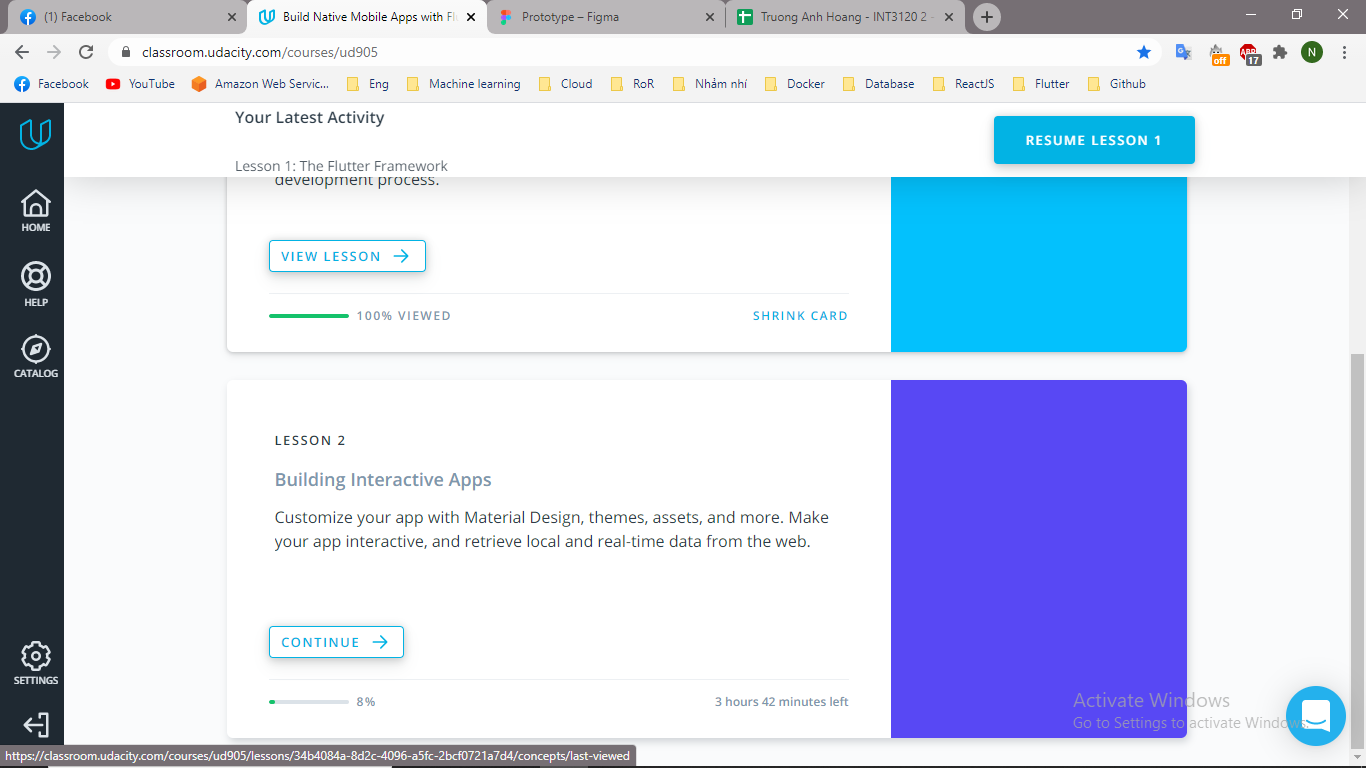 (1) Facebook
Build Native Mobile Apps with Fl
Prototype – Figma
Truong Anh Hoang - INT3120 2 -
classroom.udacity.com/courses/ud905
off
ABP
17
N
Facebook
YouTube
Amazon Web Servic...
Eng
Machine learning
Cloud
RoR
Nhảm nhí
Docker
Database
ReactJS
Flutter
Github
Your Latest Activity
Lesson 1: The Flutter Framework
RESUME LESSON 1
HOME
HELP
CATALOG
SETTINGS
development process.
VIEW LESSON
100% VIEWED
SHRINK CARD
LESSON 2
Building Interactive Apps
Customize your app with Material Design, themes, assets, and more. Make
your app interactive, and retrieve local and real-time data from the web.
CONTINUE
8%
3 hours 42 minutes left
Activate Windows
Go to Settings to activate Windows.
https://classroom.udacity.com/courses/ud905/lessons/34b4084a-8d2c-4096-a5fc-2bcf0721a7d4/concepts/last-viewed